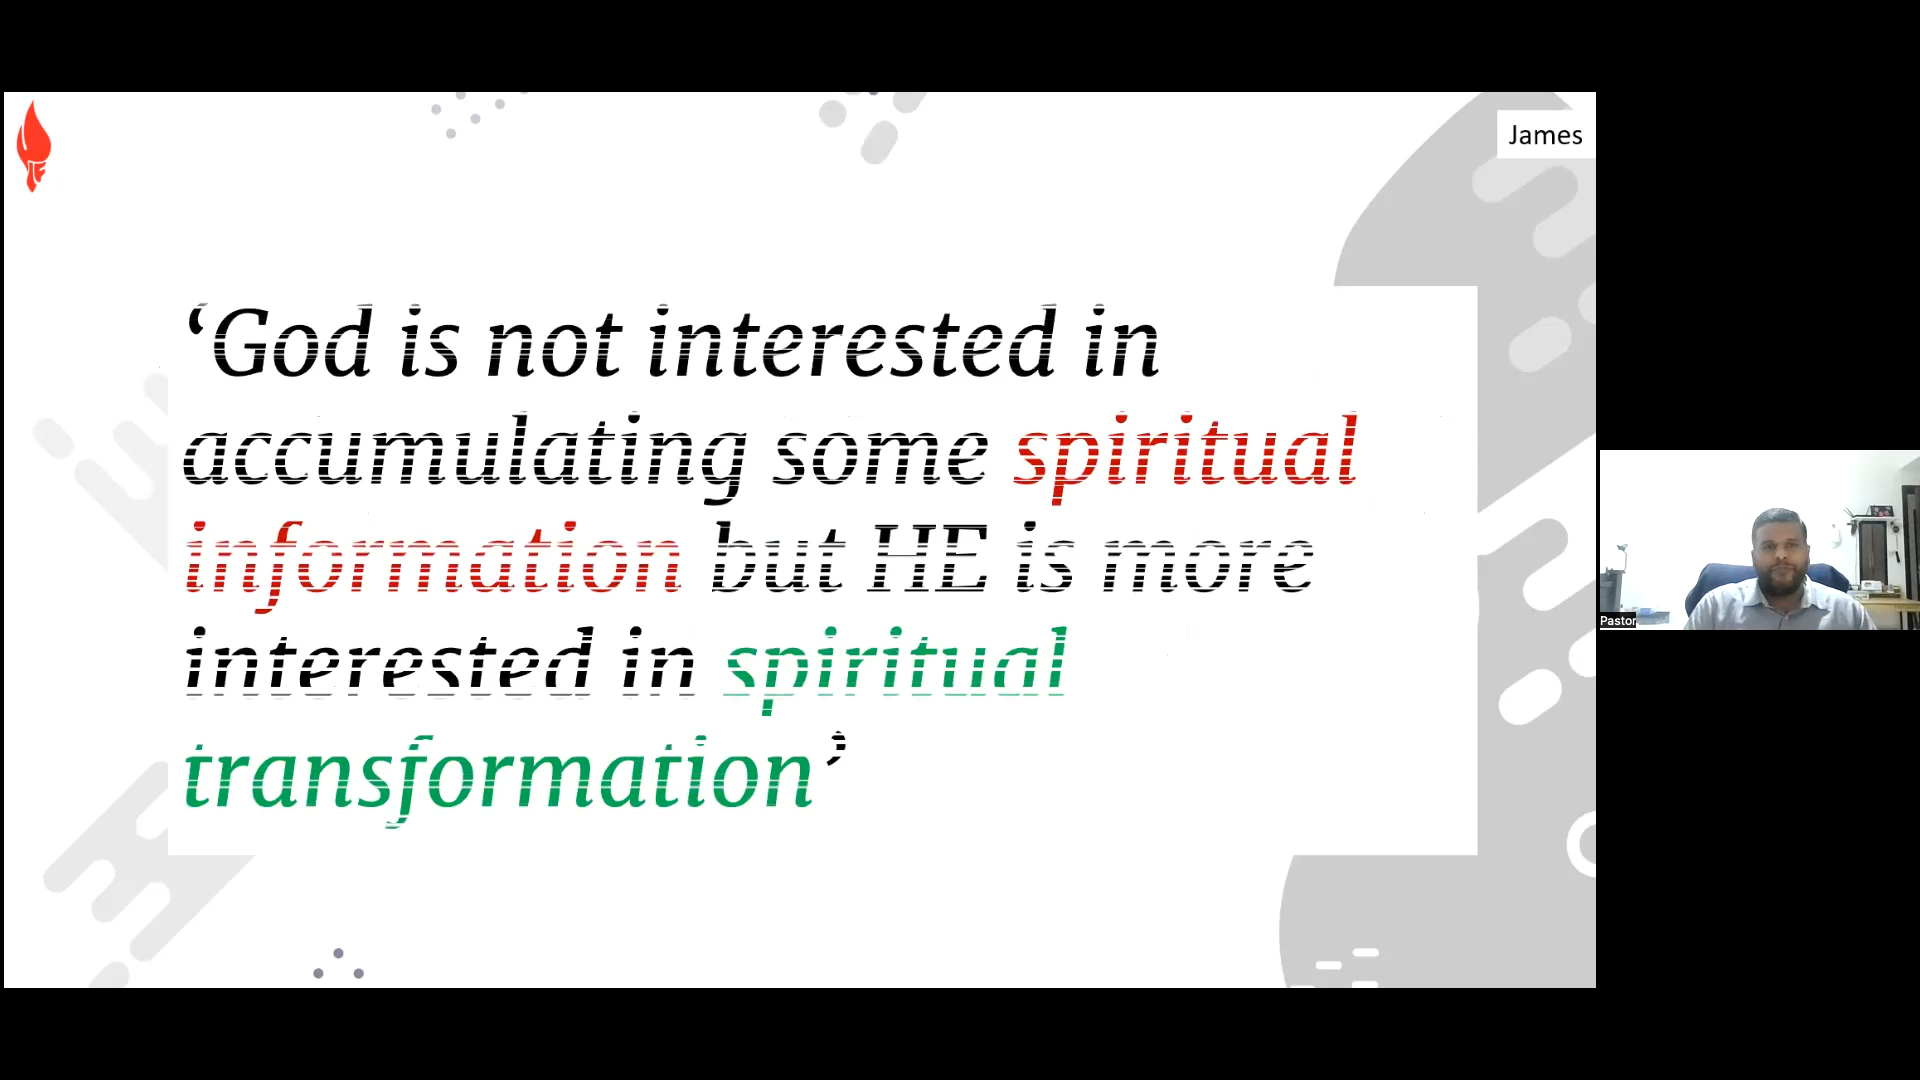 James
‘God is not interested in
accumulating some spiritual
information but HE is more
interested in spiritual
transformation’
Pastor